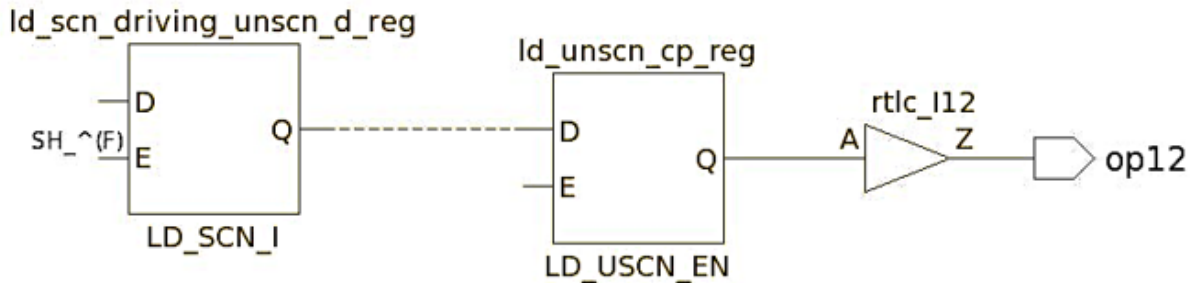 ld_scn_driving_unscn_d_reg
D
SH_^(F)
E
Q
LD_SCN_I
ld_unscn_cp_reg
D
E
Q
LD_USCN_EN
rtlc_I12
A
Z
op12